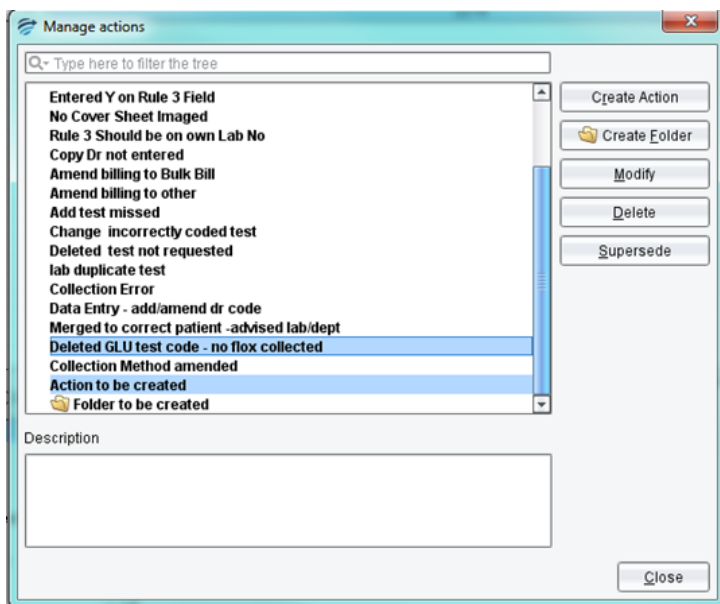 Manage actions
Type here to filter the tree
Entered Y on Rule 3 Field
No Cover Sheet Imaged
Rule 3 Should be on own Lab No
Copy Dr not entered
Amend billing to Bulk Bill
Amend billing to other
Add test missed
Change  incorrectly coded test
Deleted  test not requested
lab duplicate test
Collection Error
Data Entry - add/amend dr code
Merged to correct patient -advised lab/dept
Deleted GLU test code - no flox collected
Collection Method amended
Action to be created
Folder to be created
Create Action
Create Folder
Modify
Delete
Supersede
Description
Close